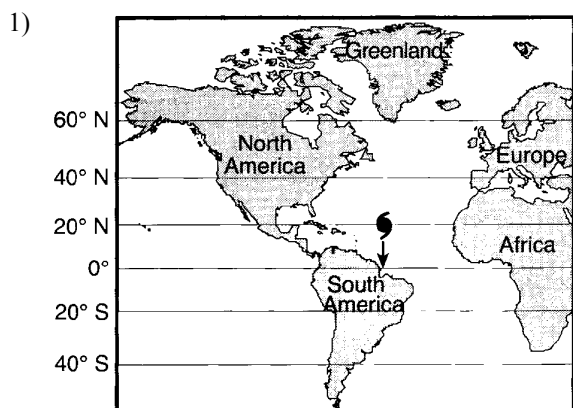 1)
Greenland
60° N
North
America
Europe
40° N
20° N
Africa
0°
South
America
20° S
40° S